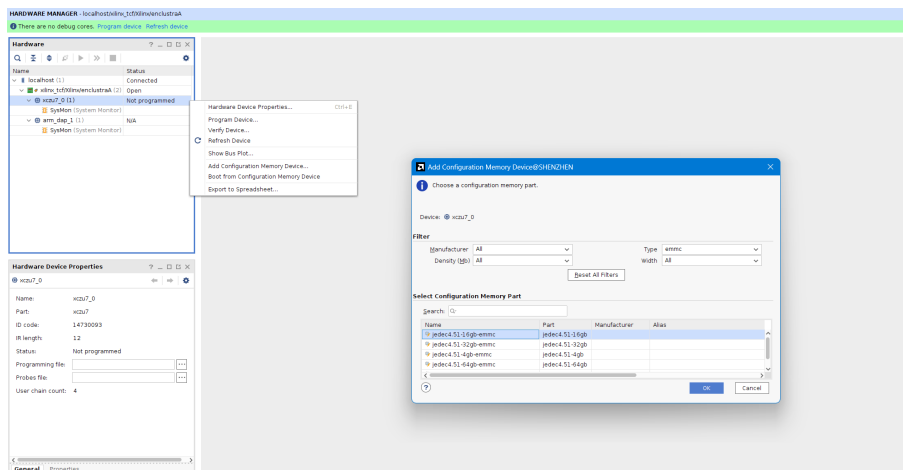 HARDWARE MANAGER - localhost/xilinx_tcf/Xilinx/enclustraA
There are no debug cores. Program device Refresh device
Hardware
Name Status
localhost (1) Connected
xilinx_tcf/Xilinx/enclustraA (2) Open
xczu7_0 (1) Not programmed
SysMon (System Monitor)
arm_dap_1 (1) N/A
SysMon (System Monitor)
Hardware Device Properties... Ctrl+E
Program Device...
Verify Device...
Refresh Device
Show Bus Plot...
Add Configuration Memory Device...
Boot from Configuration Memory Device
Export to Spreadsheet...
Hardware Device Properties
xczu7_0
Name: xczu7_0
Part: xczu7
ID code: 14730093
IR length: 12
Status: Not programmed
Programming file:
Probes file:
User chain count: 4
General Properties
Add Configuration Memory Device@SHENZHEN
Choose a configuration memory part.
Device: xczu7_0
Filter
Manufacturer All Type emmc
Density (Mb) All Width All
Reset All Filters
Select Configuration Memory Part
Search:
Name Part Manufacturer Alias
jedec4.51-16gb-emmc jedec4.51-16gb
jedec4.51-32gb-emmc jedec4.51-32gb
jedec4.51-4gb-emmc jedec4.51-4gb
jedec4.51-64gb-emmc jedec4.51-64gb
OK Cancel